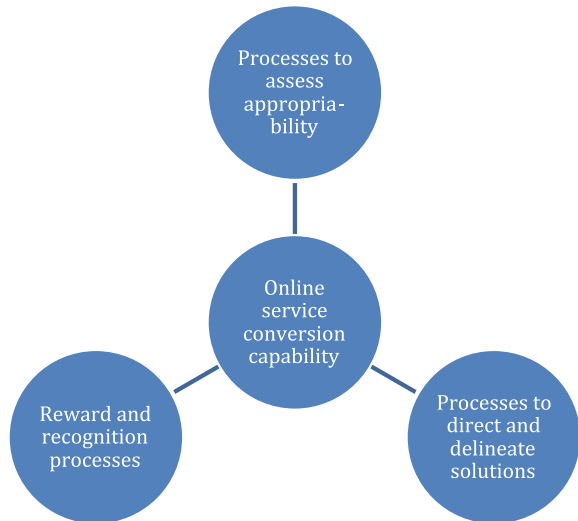 Processes to
assess
appropria-
bility
Online
service
conversion
capability
Reward and
recognition
processes
Processes to
direct and
delineate
solutions